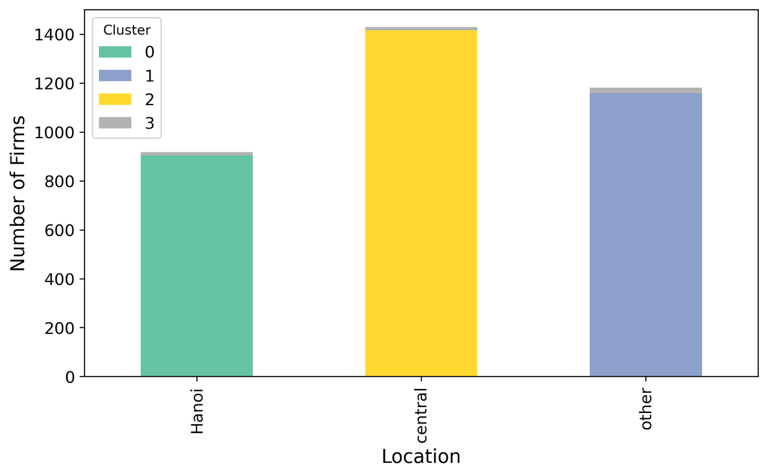 Cluster
0
1
2
3
Number of Firms
1400
1200
1000
800
600
400
200
0
Hanoi
central
other
Location